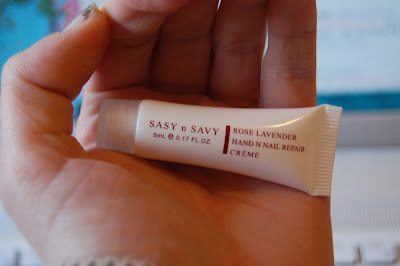 SASY n SAVY
5mL e 0.17 FL.OZ.
ROSE LAVENDER
HAND N NAIL REPAIR
CRÈME